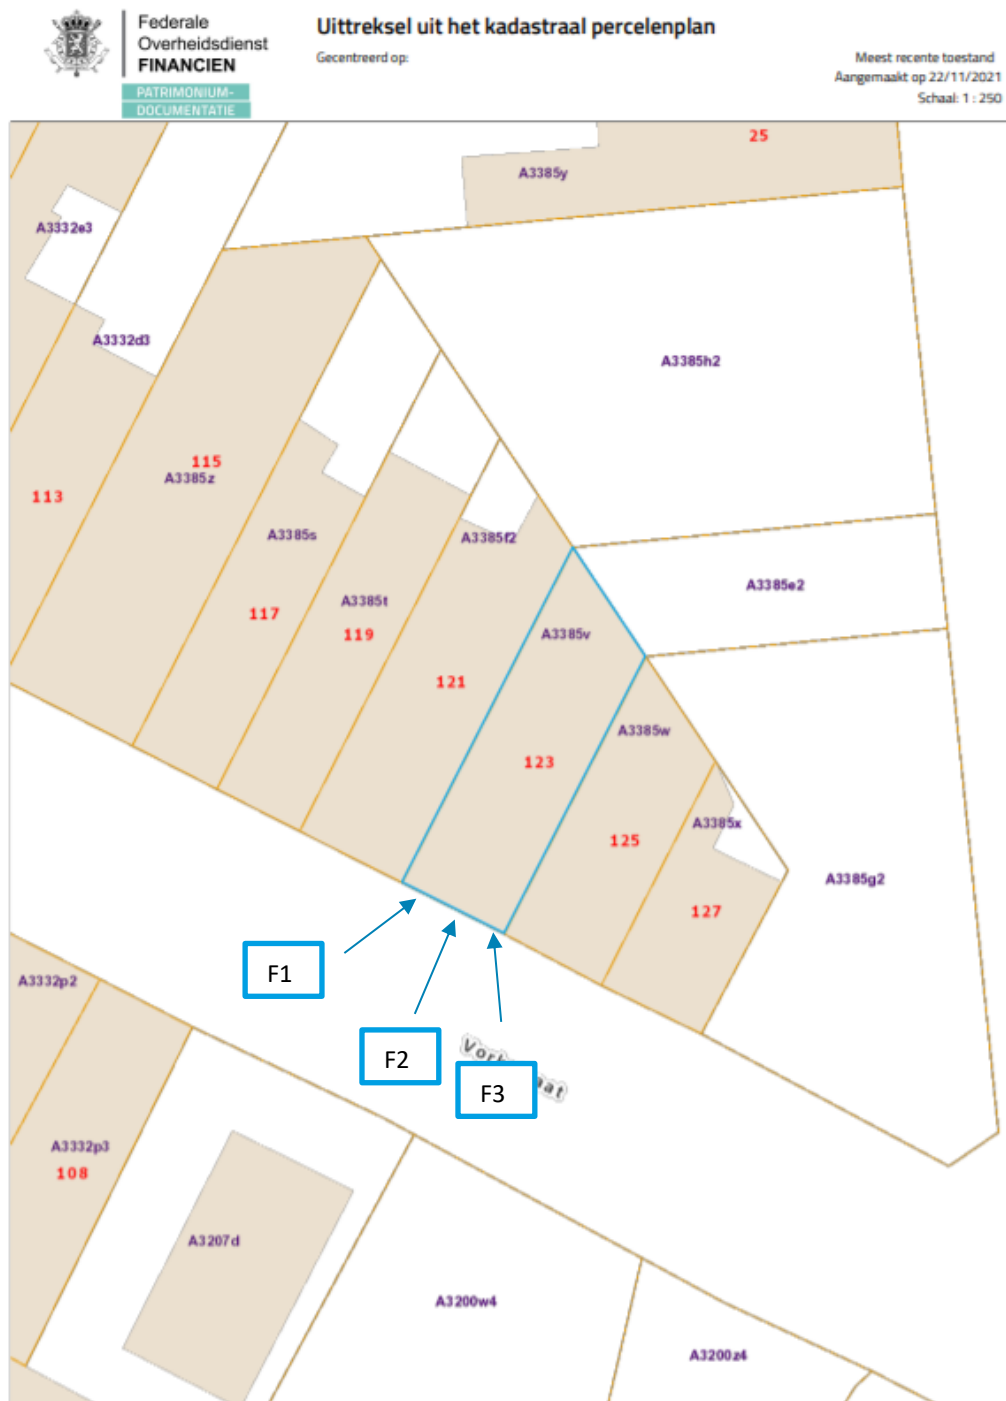 Federale
Overheidsdienst
FINANCIEN
PATRIMONIUM-
DOCUMENTATIE
Uittreksel uit het kadastraal percelenplan
Gecentreerd op:
Meest recente toestand
Aangemaakt op 22/11/2021
Schaal: 1 : 250
25
A3385y
A3332e3
A3332d3
A3385h2
115
A3385z
113
A3385s
A3385f2
A3385e2
A3385t
117
119
A3385v
121
A3385w
123
A3385x
125
A3385g2
127
F1
A3332p2
F2
F3
A3332p3
108
A3207d
A3200w4
A3200z4